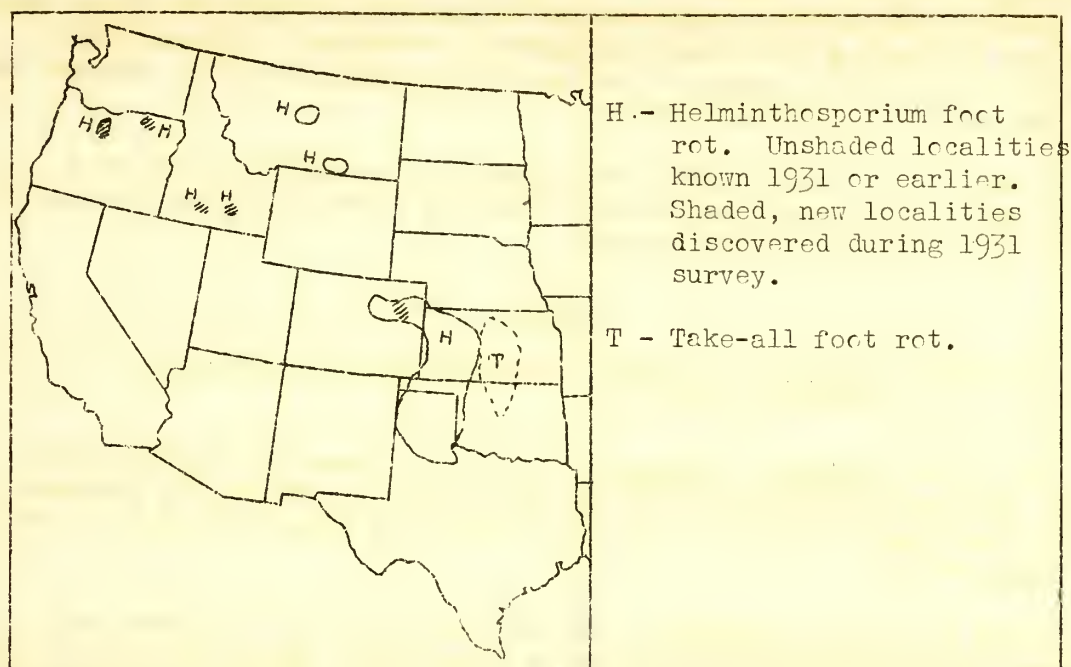 H H
H
H
H H
H
T
H.- Helminthosporium foot
rot. Unshaded localities
known 1931 or earlier.
Shaded, new localities
discovered during 1931
survey.
T - Take-all foot rot.